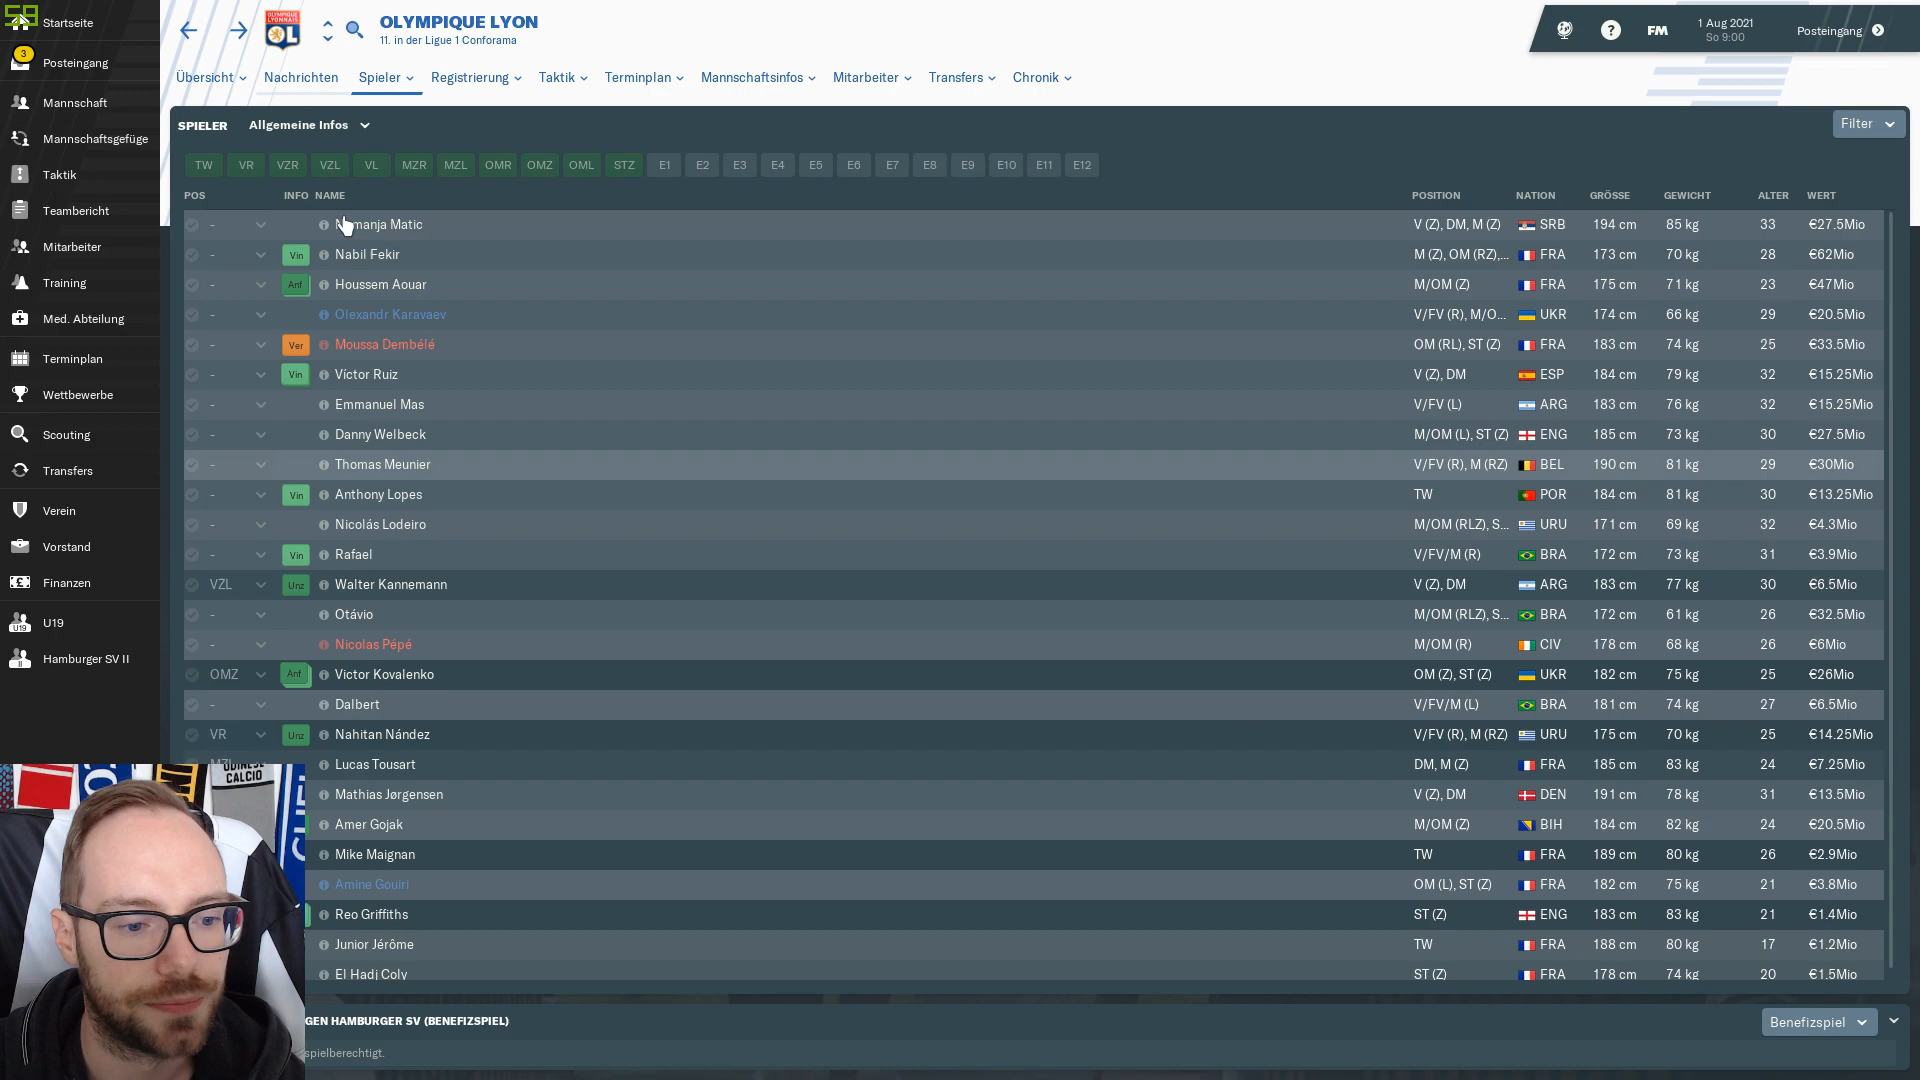 59
Startseite
3
Posteingang
Mannschaft
Mannschaftsgefüge
Taktik
Teambericht
Mitarbeiter
Training
Med. Abteilung
Terminplan
Wettbewerbe
Scouting
Transfers
Verein
Vorstand
Finanzen
U19
Hamburger SV II
OLYMPIQUE LYON
11. in der Ligue 1 Conforama
FM
1 Aug 2021
So 9:00
Posteingang
Übersicht Nachrichten Spieler Registrierung Taktik Terminplan Mannschaftsinfos Mitarbeiter Transfers Chronik
SPIELER Allgemeine Infos Filter
TW VR VZR VZL VL MZR MZL OMR OMZ OML STZ E1 E2 E3 E4 E5 E6 E7 E8 E9 E10 E11 E12
POS INFO NAME POSITION NATION GRÖSSE GEWICHT ALTER WERT
- Nemanja Matic V (Z), DM, M (Z) SRB 194 cm 85 kg 33 €27.5Mio
- Vin Nabil Fekir M (Z), OM (RZ),... FRA 173 cm 70 kg 28 €62Mio
- Anf Houssem Aouar M/OM (Z) FRA 175 cm 71 kg 23 €47Mio
- Olexandr Karavaev V/FV (R), M/O... UKR 174 cm 66 kg 29 €20.5Mio
- Ver Moussa Dembélé OM (RL), ST (Z) FRA 183 cm 74 kg 25 €33.5Mio
- Vin Víctor Ruiz V (Z), DM ESP 184 cm 79 kg 32 €15.25Mio
- Emmanuel Mas V/FV (L) ARG 183 cm 76 kg 32 €15.25Mio
- Danny Welbeck M/OM (L), ST (Z) ENG 185 cm 73 kg 30 €27.5Mio
- Thomas Meunier V/FV (R), M (RZ) BEL 190 cm 81 kg 29 €30Mio
- Vin Anthony Lopes TW POR 184 cm 81 kg 30 €13.25Mio
- Nicolás Lodeiro M/OM (RLZ), S... URU 171 cm 69 kg 32 €4.3Mio
- Vin Rafael V/FV/M (R) BRA 172 cm 73 kg 31 €3.9Mio
VZL Unz Walter Kannemann V (Z), DM ARG 183 cm 77 kg 30 €6.5Mio
- Otávio M/OM (RLZ), S... BRA 172 cm 61 kg 26 €32.5Mio
- Nicolas Pépé M/OM (R) CIV 178 cm 68 kg 26 €6Mio
OMZ Anf Victor Kovalenko OM (Z), ST (Z) UKR 182 cm 75 kg 25 €26Mio
- Dalbert V/FV/M (L) BRA 181 cm 74 kg 27 €6.5Mio
VR Unz Nahitan Nández V/FV (R), M (RZ) URU 175 cm 70 kg 25 €14.25Mio
MZL Lucas Tousart DM, M (Z) FRA 185 cm 83 kg 24 €7.25Mio
Mathias Jørgensen V (Z), DM DEN 191 cm 78 kg 31 €13.5Mio
Amer Gojak M/OM (Z) BIH 184 cm 82 kg 24 €20.5Mio
Mike Maignan TW FRA 189 cm 80 kg 26 €2.9Mio
Amine Gouiri OM (L), ST (Z) FRA 182 cm 75 kg 21 €3.8Mio
Reo Griffiths ST (Z) ENG 183 cm 83 kg 21 €1.4Mio
Junior Jérôme TW FRA 188 cm 80 kg 17 €1.2Mio
El Hadj Coly ST (Z) FRA 178 cm 74 kg 20 €1.5Mio
UDINESE
CALCIO
GEN HAMBURGER SV (BENEFIZSPIEL) Benefizspiel
spielberechtigt.